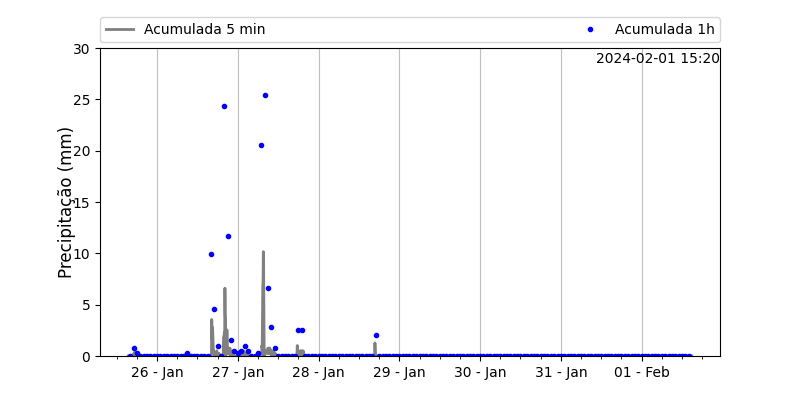 Acumulada 5 min
Acumulada 1h
2024-02-01 15:20
Precipitação (mm)
30
25
20
15
10
5
0
26 - Jan 27 - Jan 28 - Jan 29 - Jan 30 - Jan 31 - Jan 01 - Feb